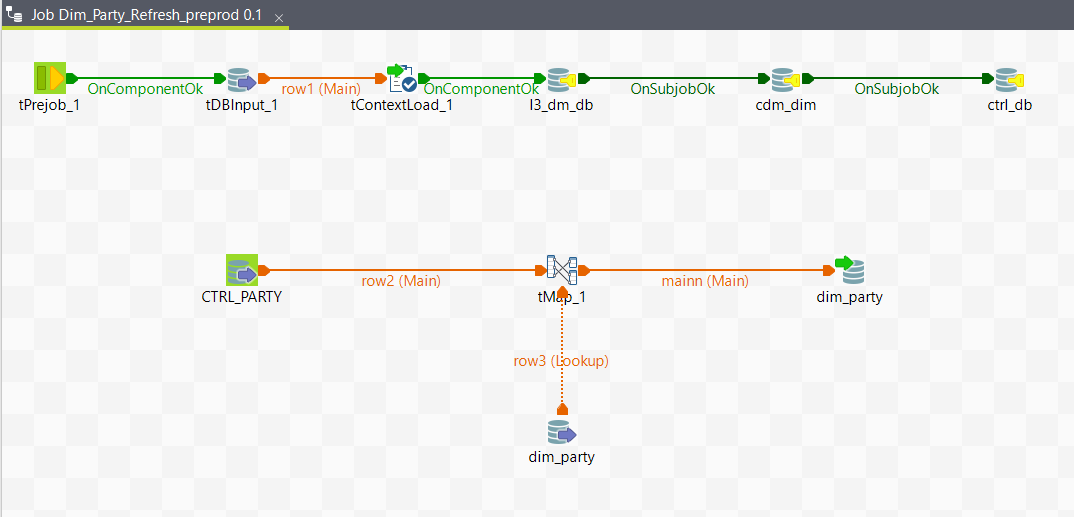 Job Dim_Party_Refresh_preprod 0.1
OnComponentOk
row1 (Main)
OnComponentOk
OnSubjobOk
OnSubjobOk
tPrejob_1
tDBInput_1
tContextLoad_1
l3_dm_db
cdm_dim
ctrl_db
row2 (Main)
mainn (Main)
CTRL_PARTY
tMap_1
dim_party
row3 (Lookup)
dim_party